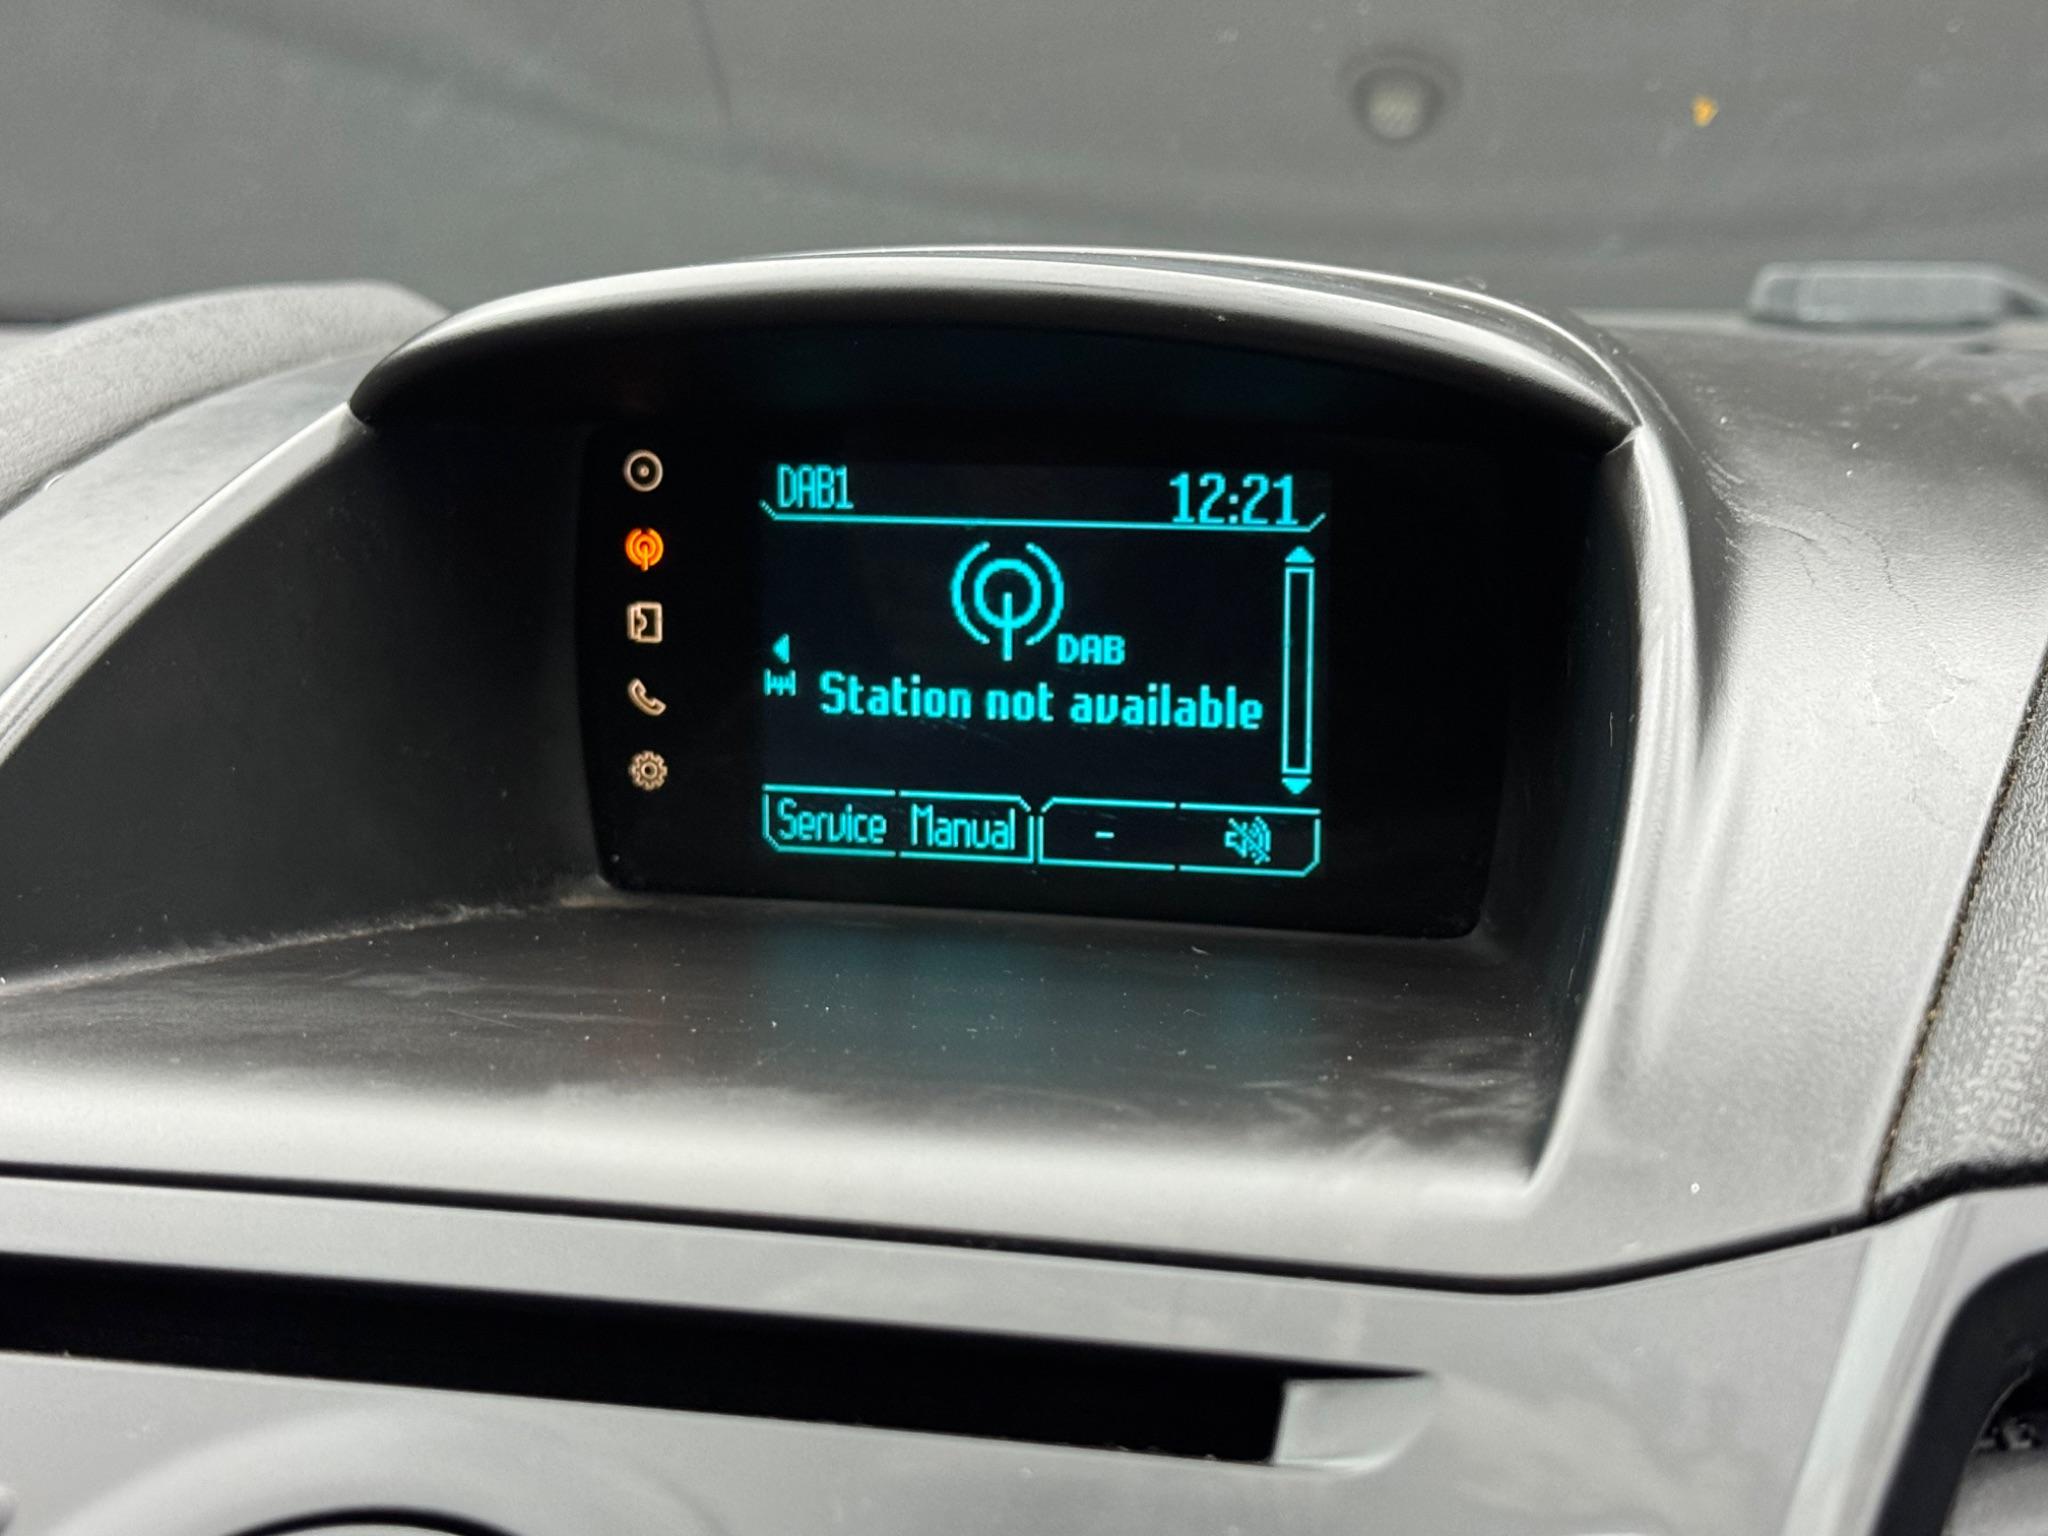 DAB1 12:21
DAB
Station not available
Service Manual -